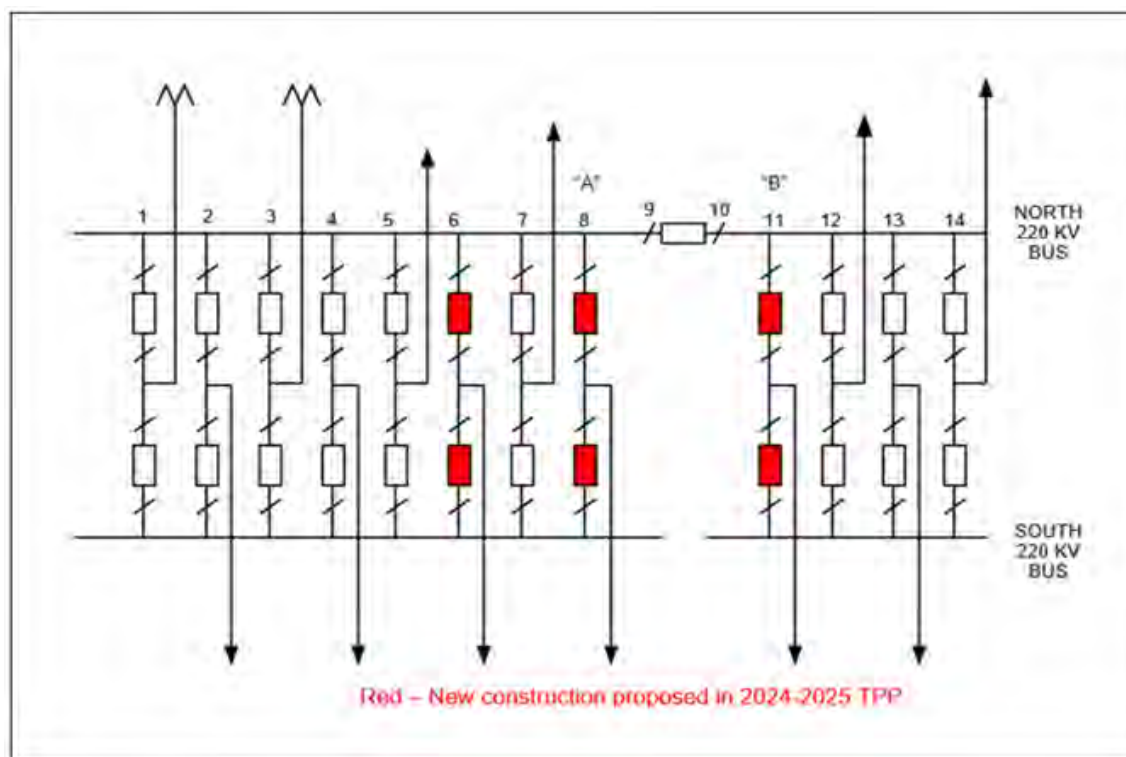 "A" "B"
1 2 3 4 5 6 7 8 9 10 11 12 13 14
NORTH
220 KV
BUS
SOUTH
220 KV
BUS
Red – New construction proposed in 2024-2025 TPP